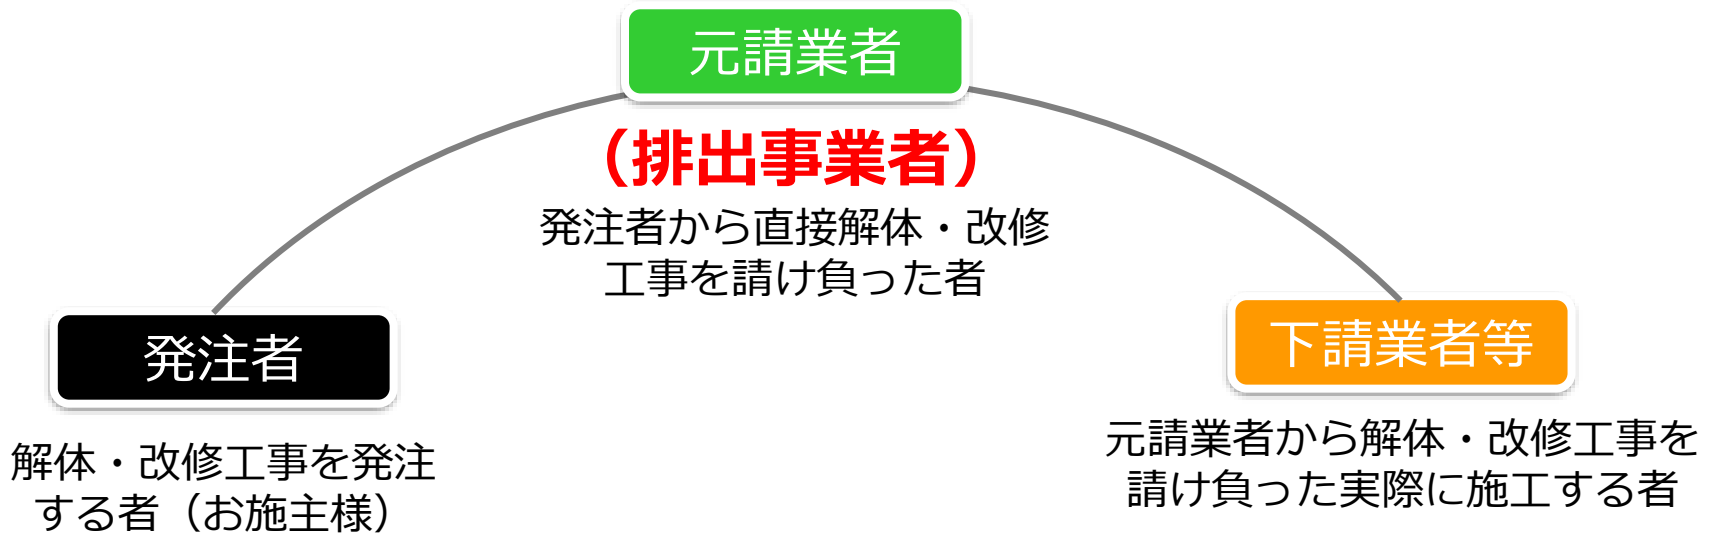 元請業者
（排出事業者）
発注者から直接解体・改修
工事を請け負った者
発注者
解体・改修工事を発注
する者（お施主様）
下請業者等
元請業者から解体・改修工事を
請け負った実際に施工する者